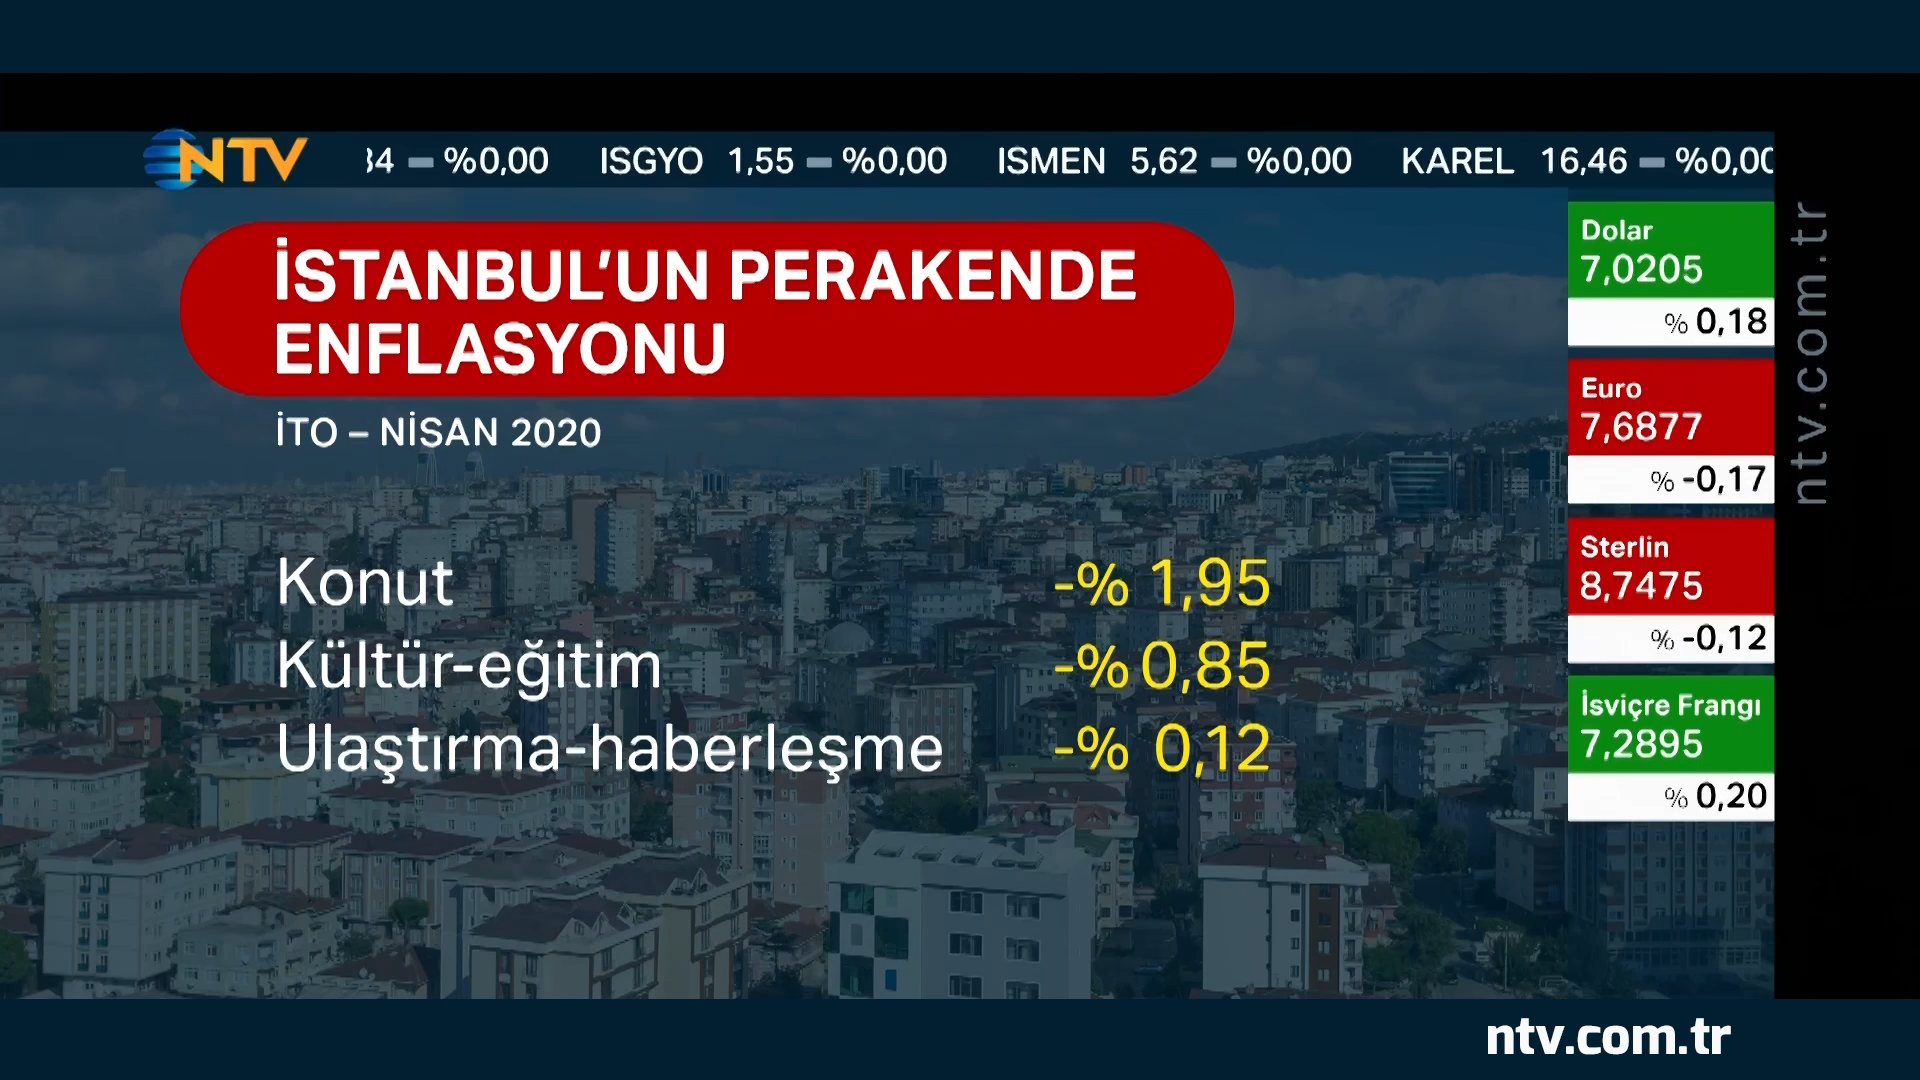 NTV
34 %0,00 ISGYO 1,55 %0,00 ISMEN 5,62 %0,00 KAREL 16,46 %0,00
İSTANBUL'UN PERAKENDE
ENFLASYONU
İTO – NİSAN 2020
Konut -% 1,95
Kültür-eğitim -% 0,85
Ulaştırma-haberleşme -% 0,12
Dolar
7,0205
% 0,18
Euro
7,6877
% -0,17
Sterlin
8,7475
% -0,12
İsviçre Frangı
7,2895
% 0,20
ntv.com.tr
ntv.com.tr